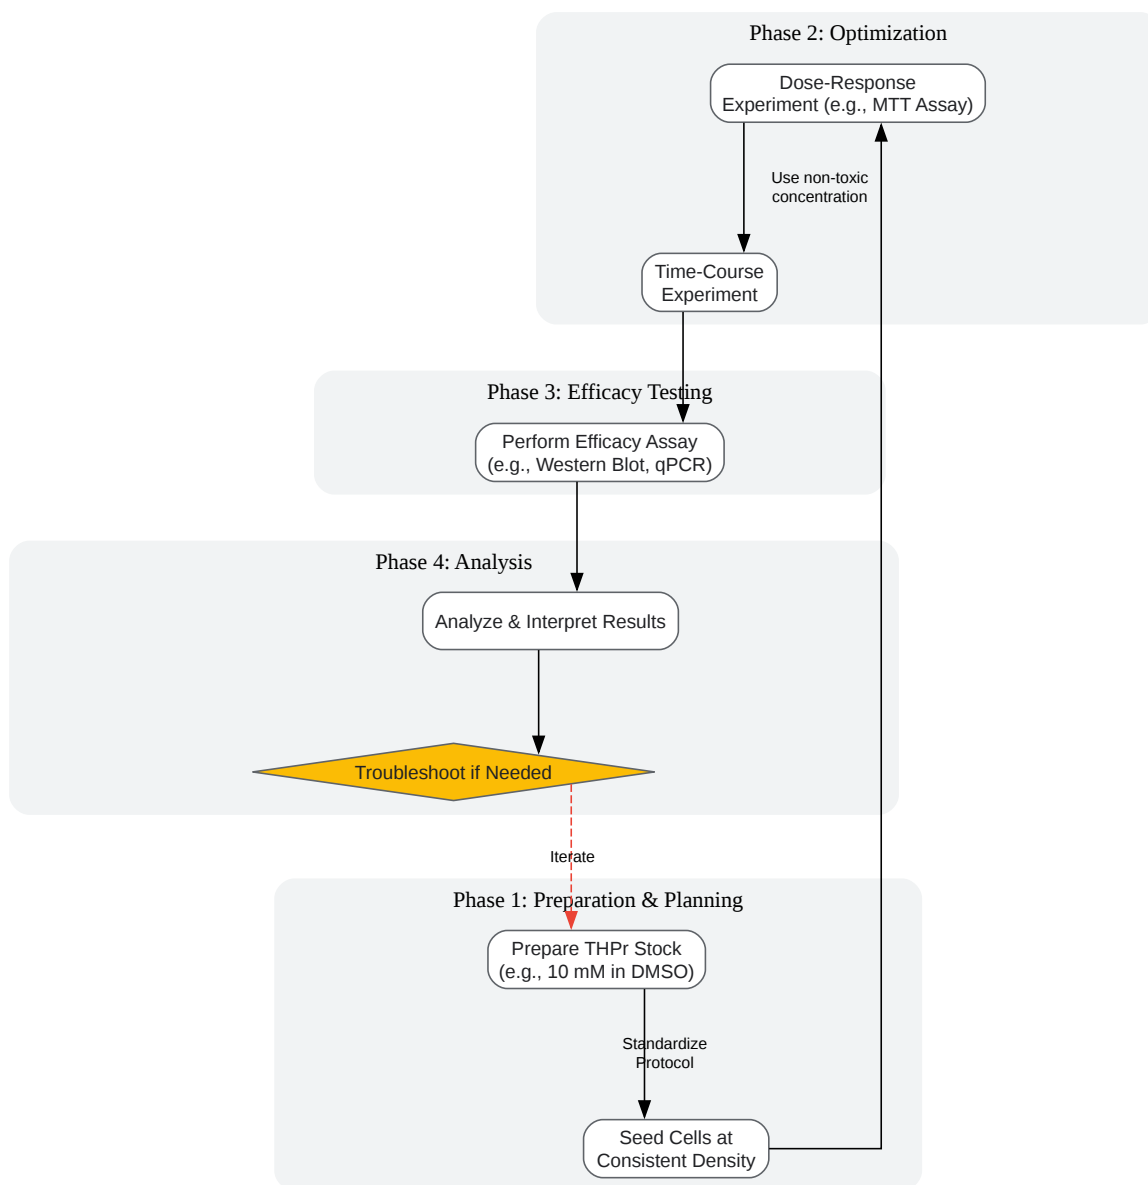 Phase 2: Optimization
Dose-Response
Experiment (e.g., MTT Assay)
Use non-toxic
concentration
Time-Course
Experiment
Phase 3: Efficacy Testing
Perform Efficacy Assay
(e.g., Western Blot, qPCR)
Phase 4: Analysis
Analyze & Interpret Results
Troubleshoot if Needed
Iterate
Phase 1: Preparation & Planning
Prepare THPr Stock
(e.g., 10 mM in DMSO)
Standardize
Protocol
Seed Cells at
Consistent Density